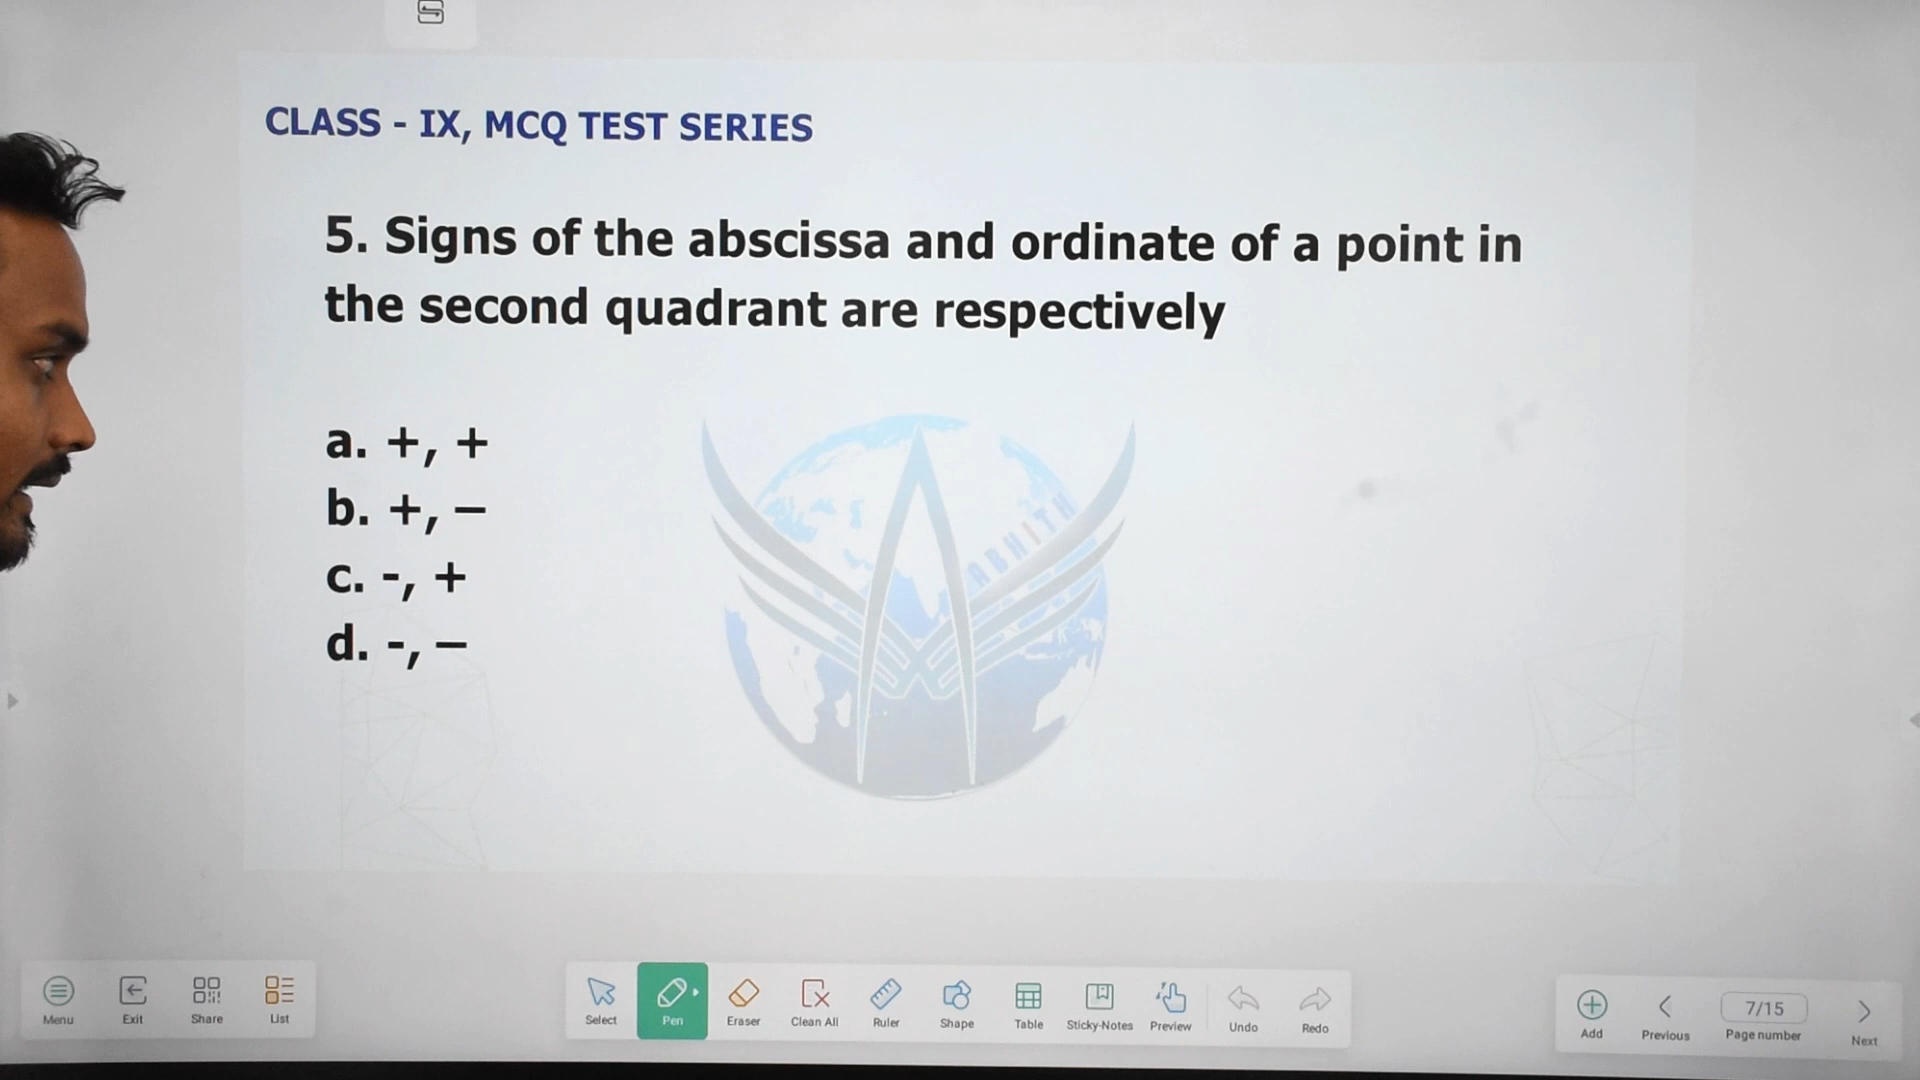 CLASS - IX, MCQ TEST SERIES
5. Signs of the abscissa and ordinate of a point in
the second quadrant are respectively
a. +, +
b. +, –
c. -, +
d. -, –
ABHITH
Menu Exit Share List Select Pen Eraser Clean All Ruler Shape Table Sticky-Notes Preview Undo Redo Add Previous 7/15 Page number Next